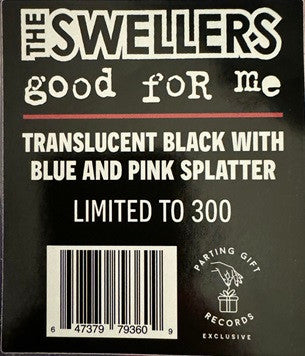 THE SWELLERS
good foR me
TRANSLUCENT BLACK WITH
BLUE AND PINK SPLATTER
LIMITED TO 300
PARTING GIFT
RECORDS
EXCLUSIVE
6 47379 79360 9